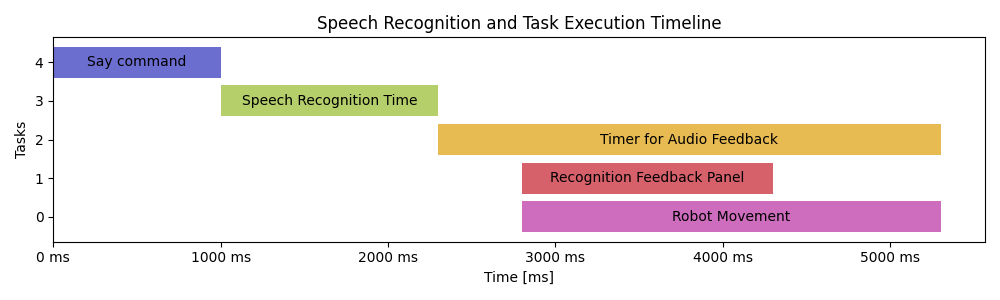 Speech Recognition and Task Execution Timeline
Tasks
4
Say command
3
Speech Recognition Time
2
Timer for Audio Feedback
1
Recognition Feedback Panel
0
Robot Movement
0 ms 1000 ms 2000 ms 3000 ms 4000 ms 5000 ms
Time [ms]